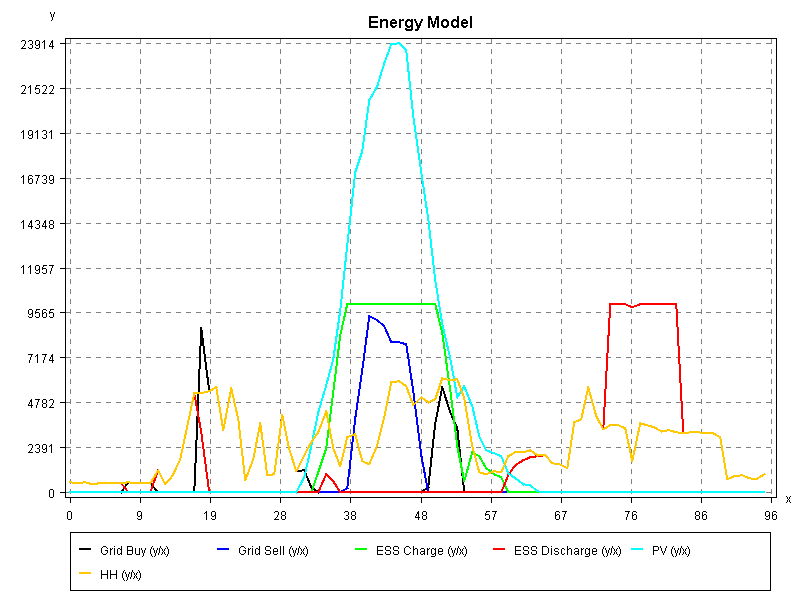 Energy Model
y
23914
21522
19131
16739
14348
11957
9565
7174
4782
2391
0
0 9 19 28 38 48 57 67 76 86 96
x
Grid Buy (y/x) Grid Sell (y/x) ESS Charge (y/x) ESS Discharge (y/x) PV (y/x)
HH (y/x)